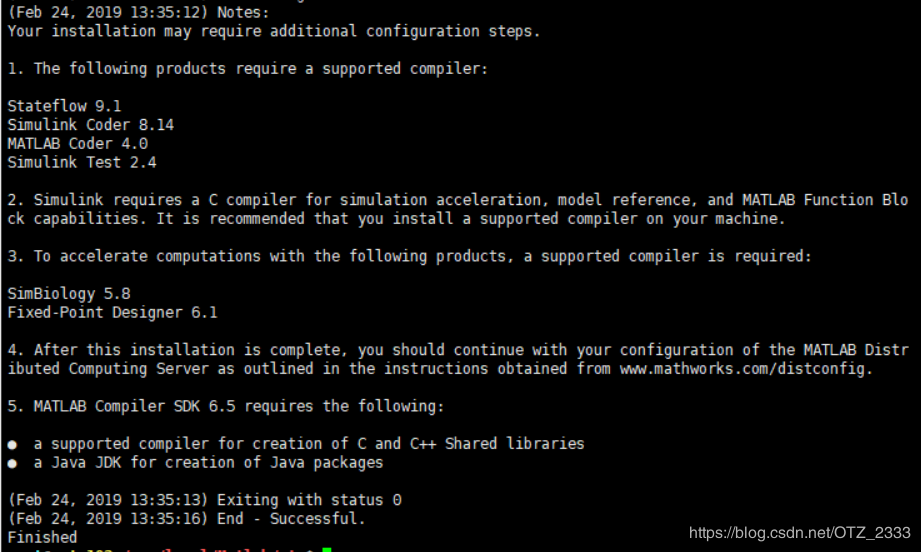 (Feb 24, 2019 13:35:12) Notes:
Your installation may require additional configuration steps.
1. The following products require a supported compiler:
Stateflow 9.1
Simulink Coder 8.14
MATLAB Coder 4.0
Simulink Test 2.4
2. Simulink requires a C compiler for simulation acceleration, model reference, and MATLAB Function Blo
ck capabilities. It is recommended that you install a supported compiler on your machine.
3. To accelerate computations with the following products, a supported compiler is required:
SimBiology 5.8
Fixed-Point Designer 6.1
4. After this installation is complete, you should continue with your configuration of the MATLAB Distr
ibuted Computing Server as outlined in the instructions obtained from www.mathworks.com/distconfig.
5. MATLAB Compiler SDK 6.5 requires the following:
● a supported compiler for creation of C and C++ Shared libraries
● a Java JDK for creation of Java packages
(Feb 24, 2019 13:35:13) Exiting with status 0
(Feb 24, 2019 13:35:16) End - Successful.
Finished
https://blog.csdn.net/OTZ_2333